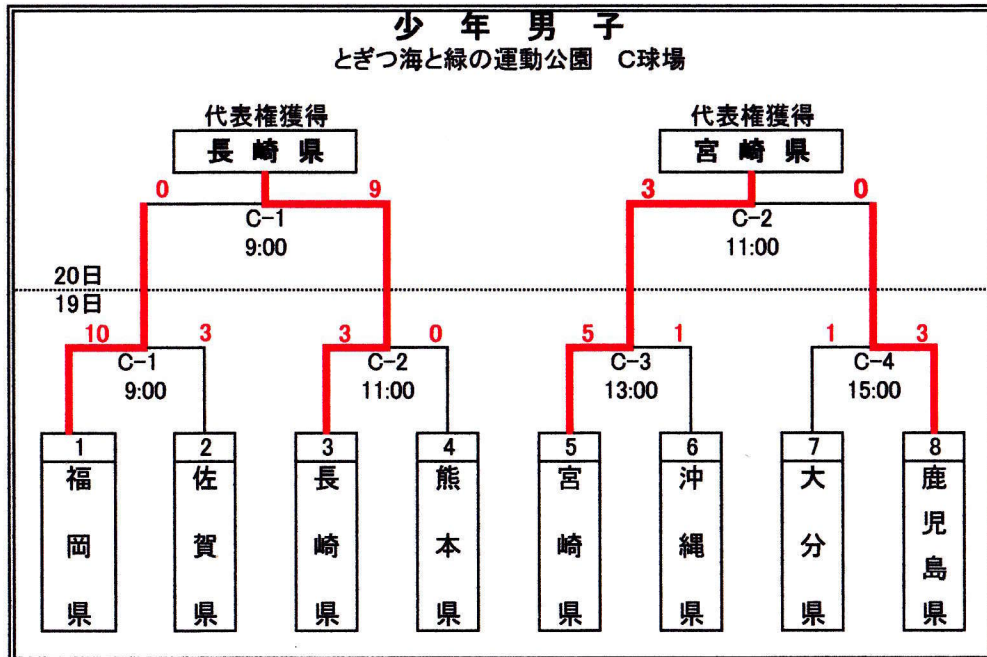 少年男子
とぎつ海と緑の運動公園 C球場
代表権獲得 代表権獲得
長崎県 宮崎県
0 9 3 0
C-1 C-2
9:00 11:00
20日
19日
10 3 3 0 5 1 1 3
C-1 C-2 C-3 C-4
9:00 11:00 13:00 15:00
1 2 3 4 5 6 7 8
福岡県 佐賀県 長崎県 熊本県 宮崎県 沖縄県 大分県 鹿児島県